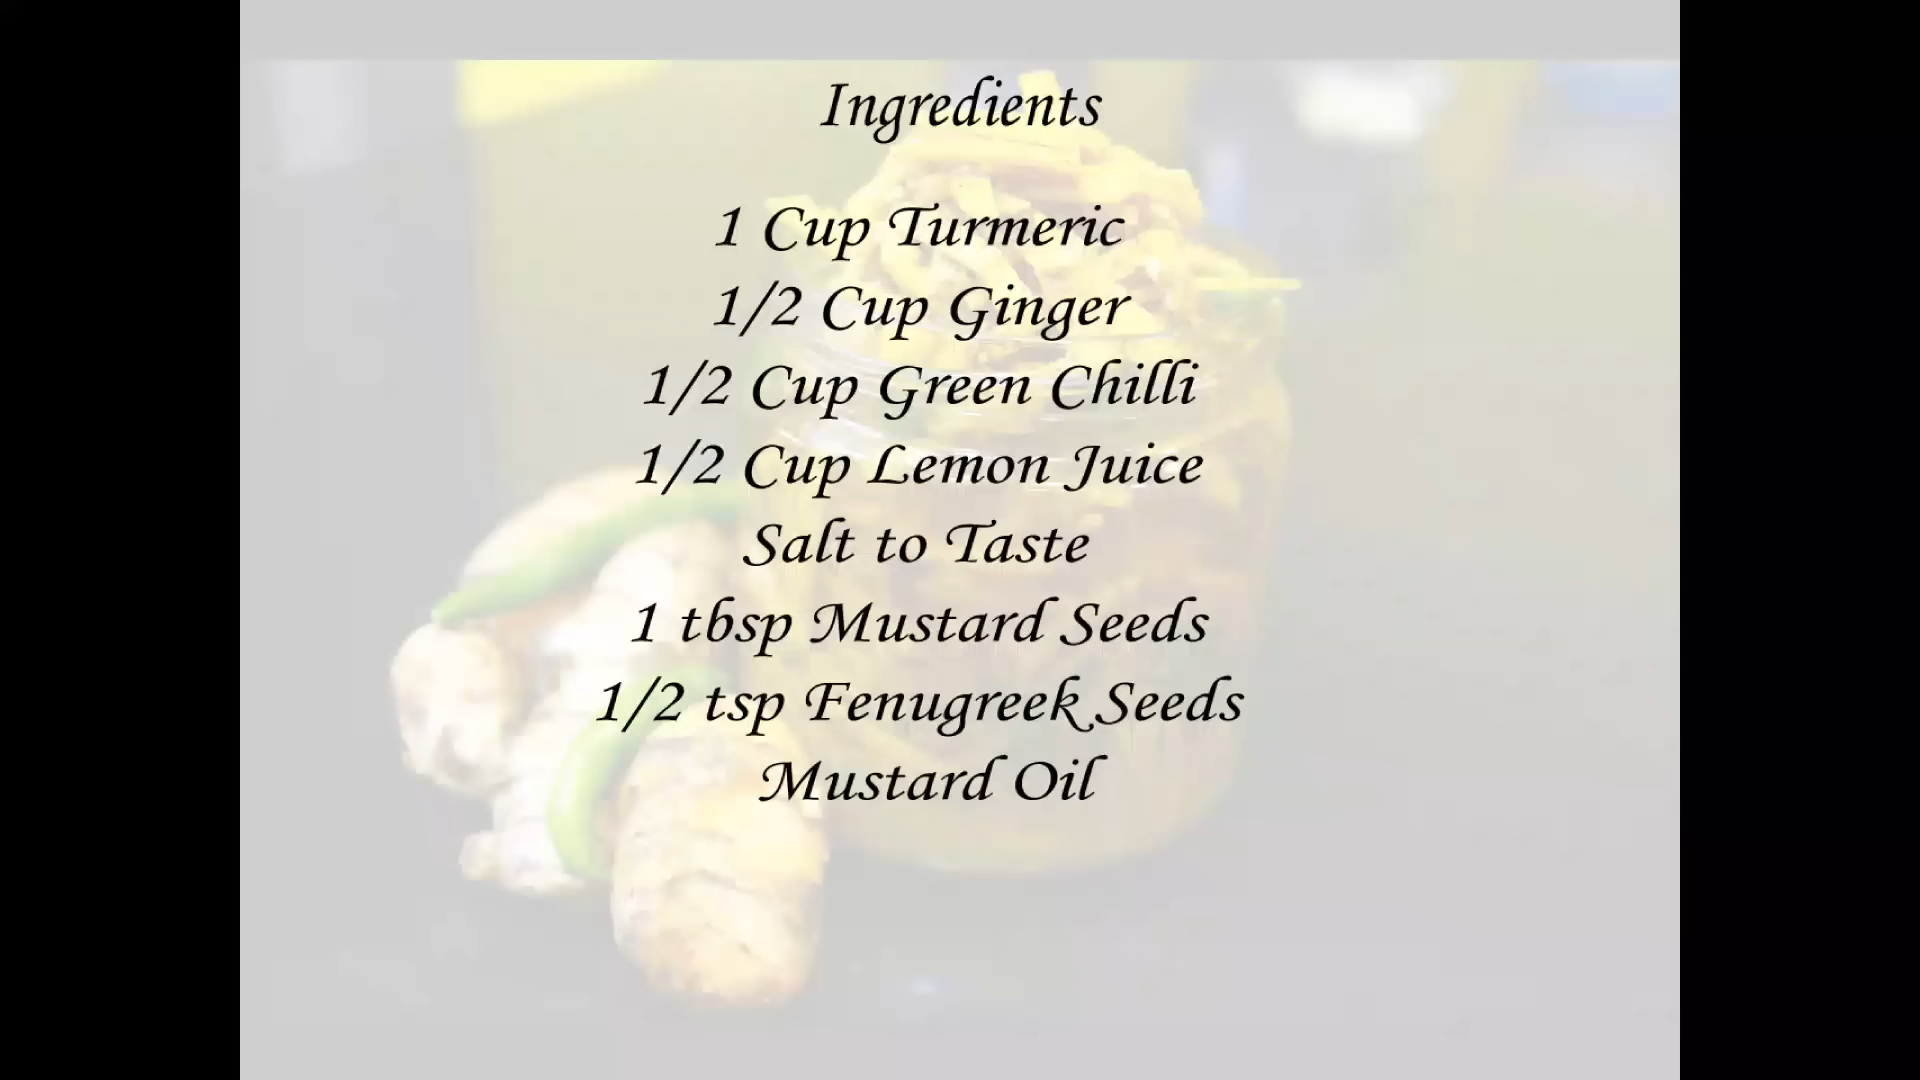 Ingredients
1 Cup Turmeric
1/2 Cup Ginger
1/2 Cup Green Chilli
1/2 Cup Lemon Juice
Salt to Taste
1 tbsp Mustard Seeds
1/2 tsp Fenugreek Seeds
Mustard Oil